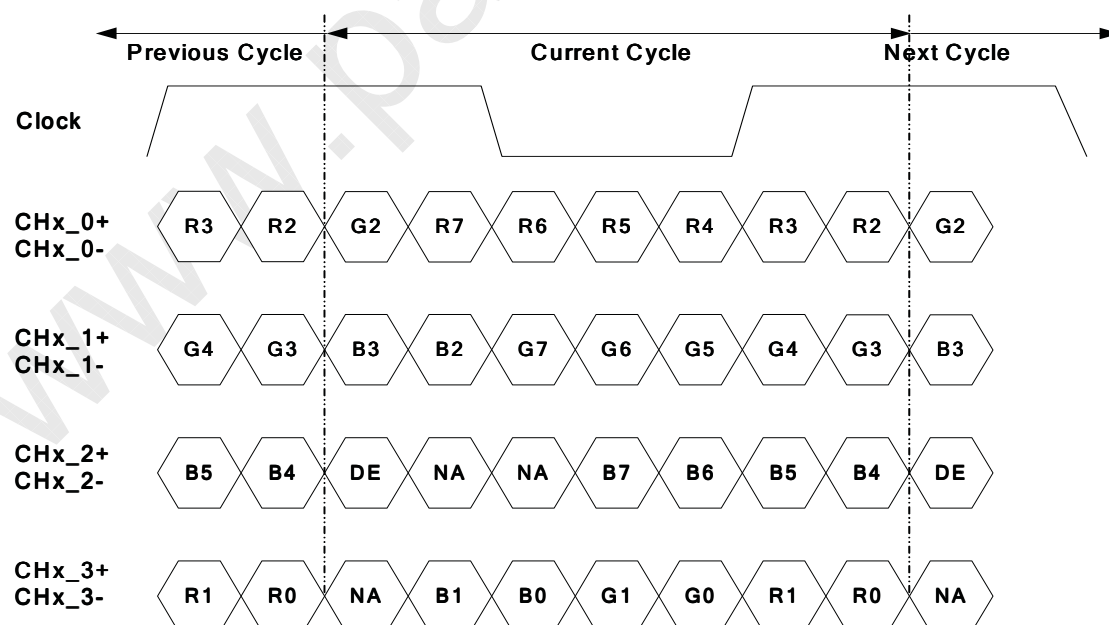 Previous Cycle Current Cycle Next Cycle
Clock
CHx_0+
CHx_0-
R3 R2 G2 R7 R6 R5 R4 R3 R2 G2
CHx_1+
CHx_1-
G4 G3 B3 B2 G7 G6 G5 G4 G3 B3
CHx_2+
CHx_2-
B5 B4 DE NA NA B7 B6 B5 B4 DE
CHx_3+
CHx_3-
R1 R0 NA B1 B0 G1 G0 R1 R0 NA
www.pa